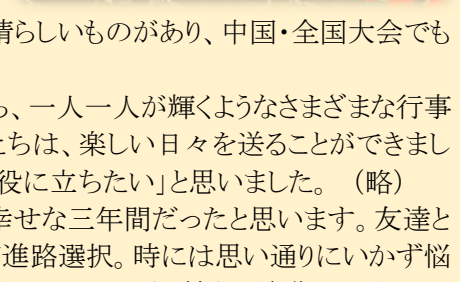 晴らしいものがあり、中国・全国大会でも
ら、一人一人が輝くようなさまざまな行事
たちは、楽しい日々を送ることができまし
役に立ちたい」と思いました。（略）
幸せな三年間だったと思います。友達と
進路選択。時には思い通りにいかず悩